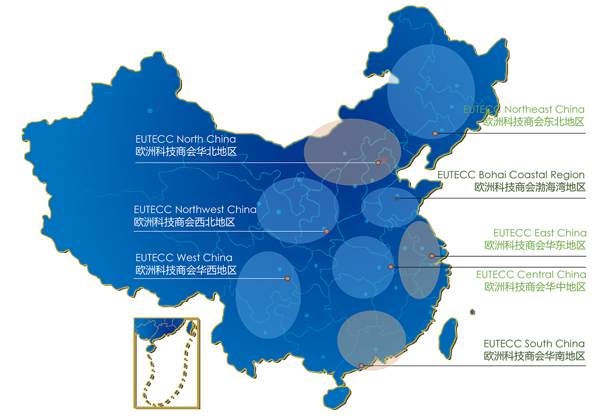 EUTECC Northeast China
欧洲科技商会东北地区
EUTECC North China
欧洲科技商会华北地区
EUTECC Bohai Coastal Region
欧洲科技商会渤海湾地区
EUTECC Northwest China
欧洲科技商会西北地区
EUTECC East China
欧洲科技商会华东地区
EUTECC West China
欧洲科技商会华西地区
EUTECC Central China
欧洲科技商会华中地区
EUTECC South China
欧洲科技商会华南地区